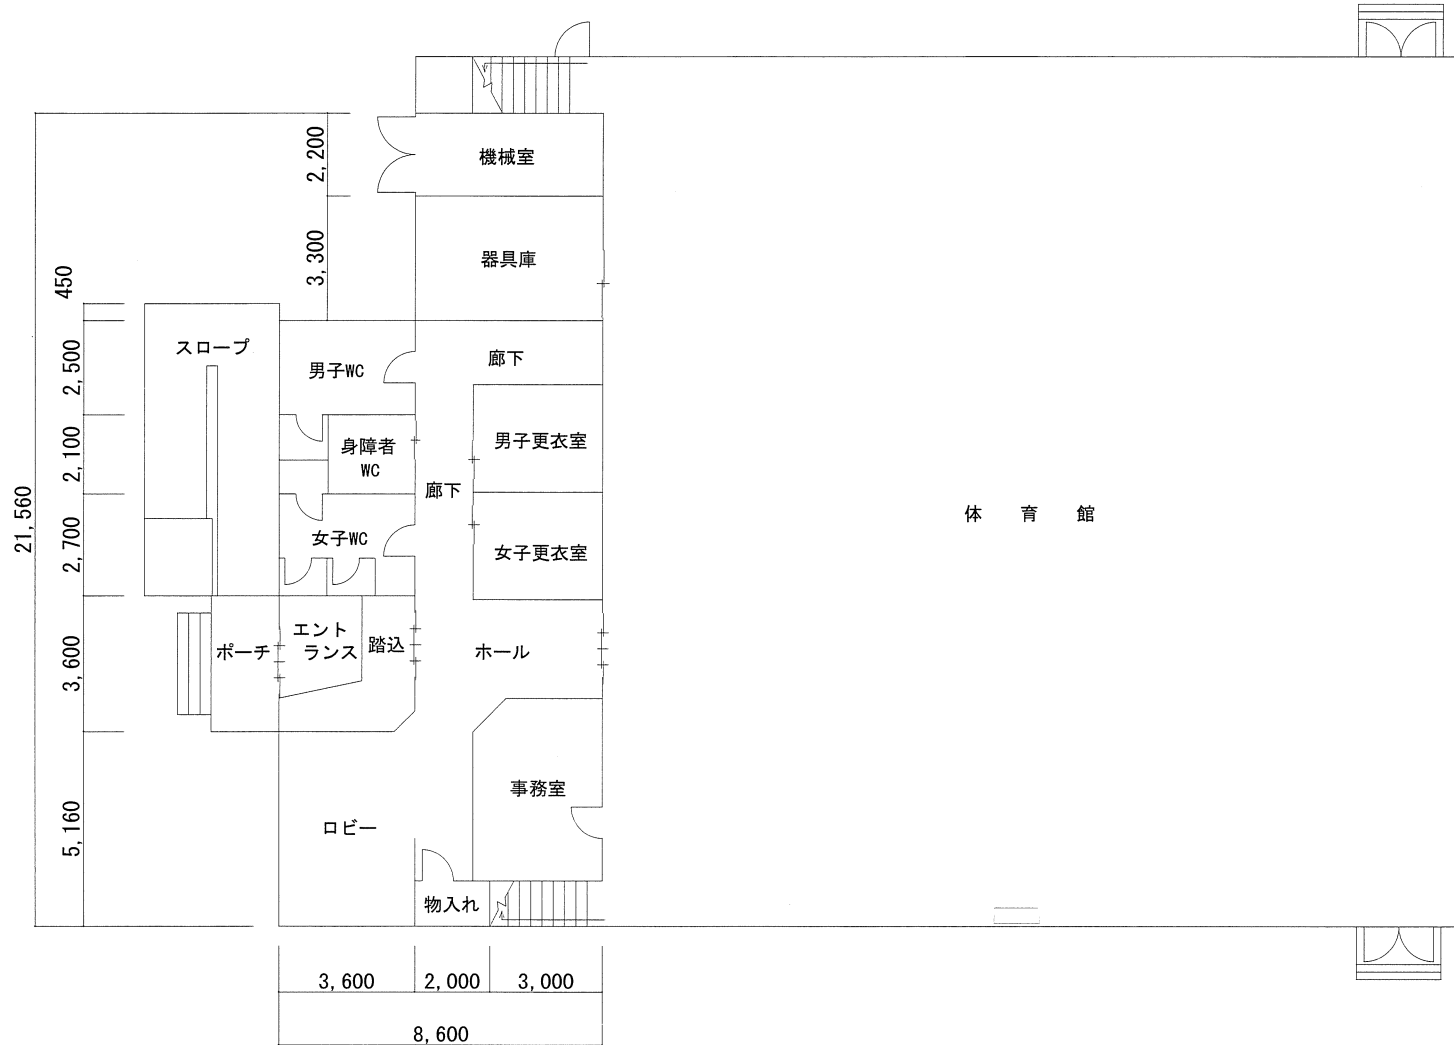 2,200
機械室
3,300
器具庫
450
スロープ
2,500
男子WC
廊下
2,100
身障者
WC
男子更衣室
廊下
21,560
体育館
2,700
女子WC
女子更衣室
3,600
ポーチ
エント
ランス
踏込
ホール
5,160
事務室
ロビー
物入れ
3,600
2,000
3,000
8,600